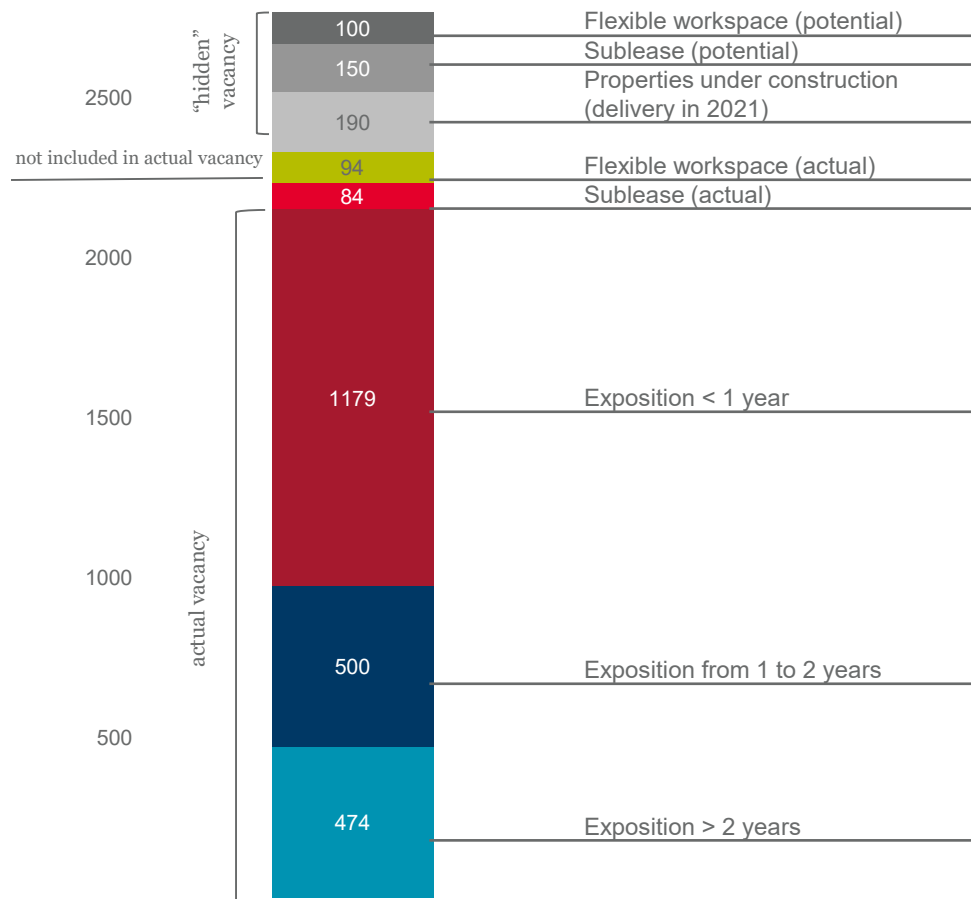 100
Flexible workspace (potential)
“hidden”
vacancy
150
Sublease (potential)
2500
190
Properties under construction
(delivery in 2021)
not included in actual vacancy
94
Flexible workspace (actual)
84
Sublease (actual)
2000
1500
1179
Exposition < 1 year
actual vacancy
1000
500
Exposition from 1 to 2 years
500
474
Exposition > 2 years